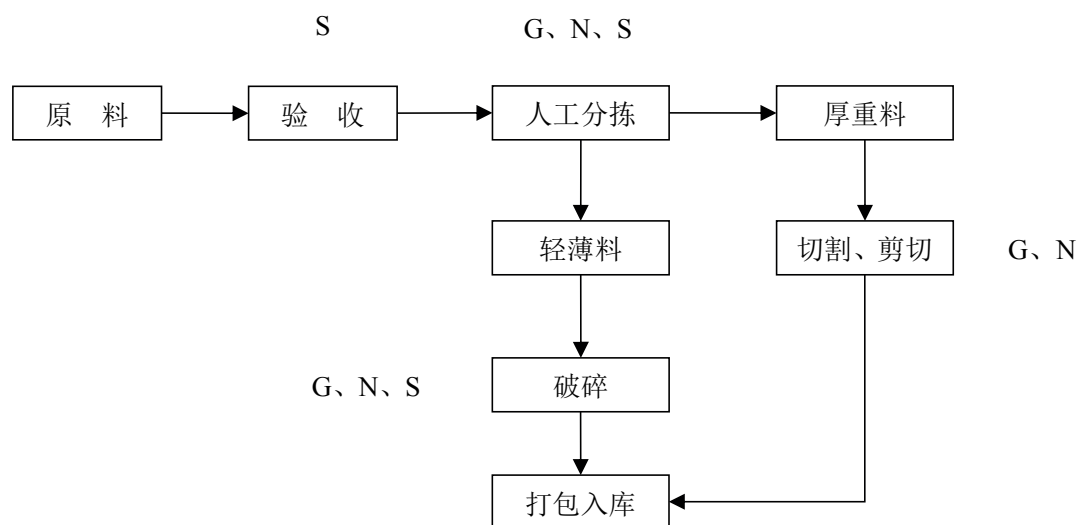 S
G、N、S
原 料
验 收
人工分拣
厚重料
轻薄料
切割、剪切
G、N
G、N、S
破碎
打包入库